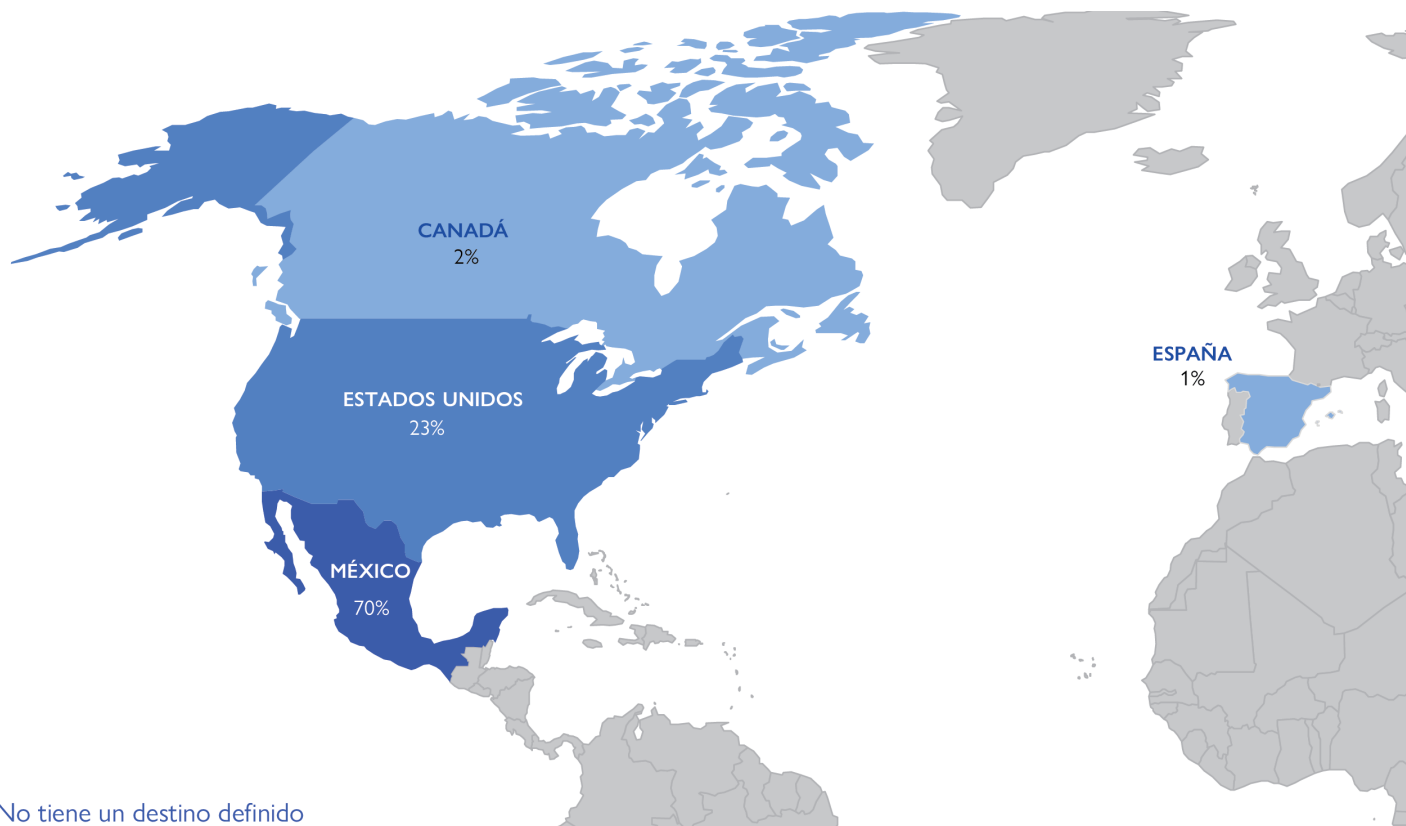 CANADÁ
2%
ESTADOS UNIDOS
23%
MÉXICO
70%
ESPAÑA
1%
No tiene un destino definido